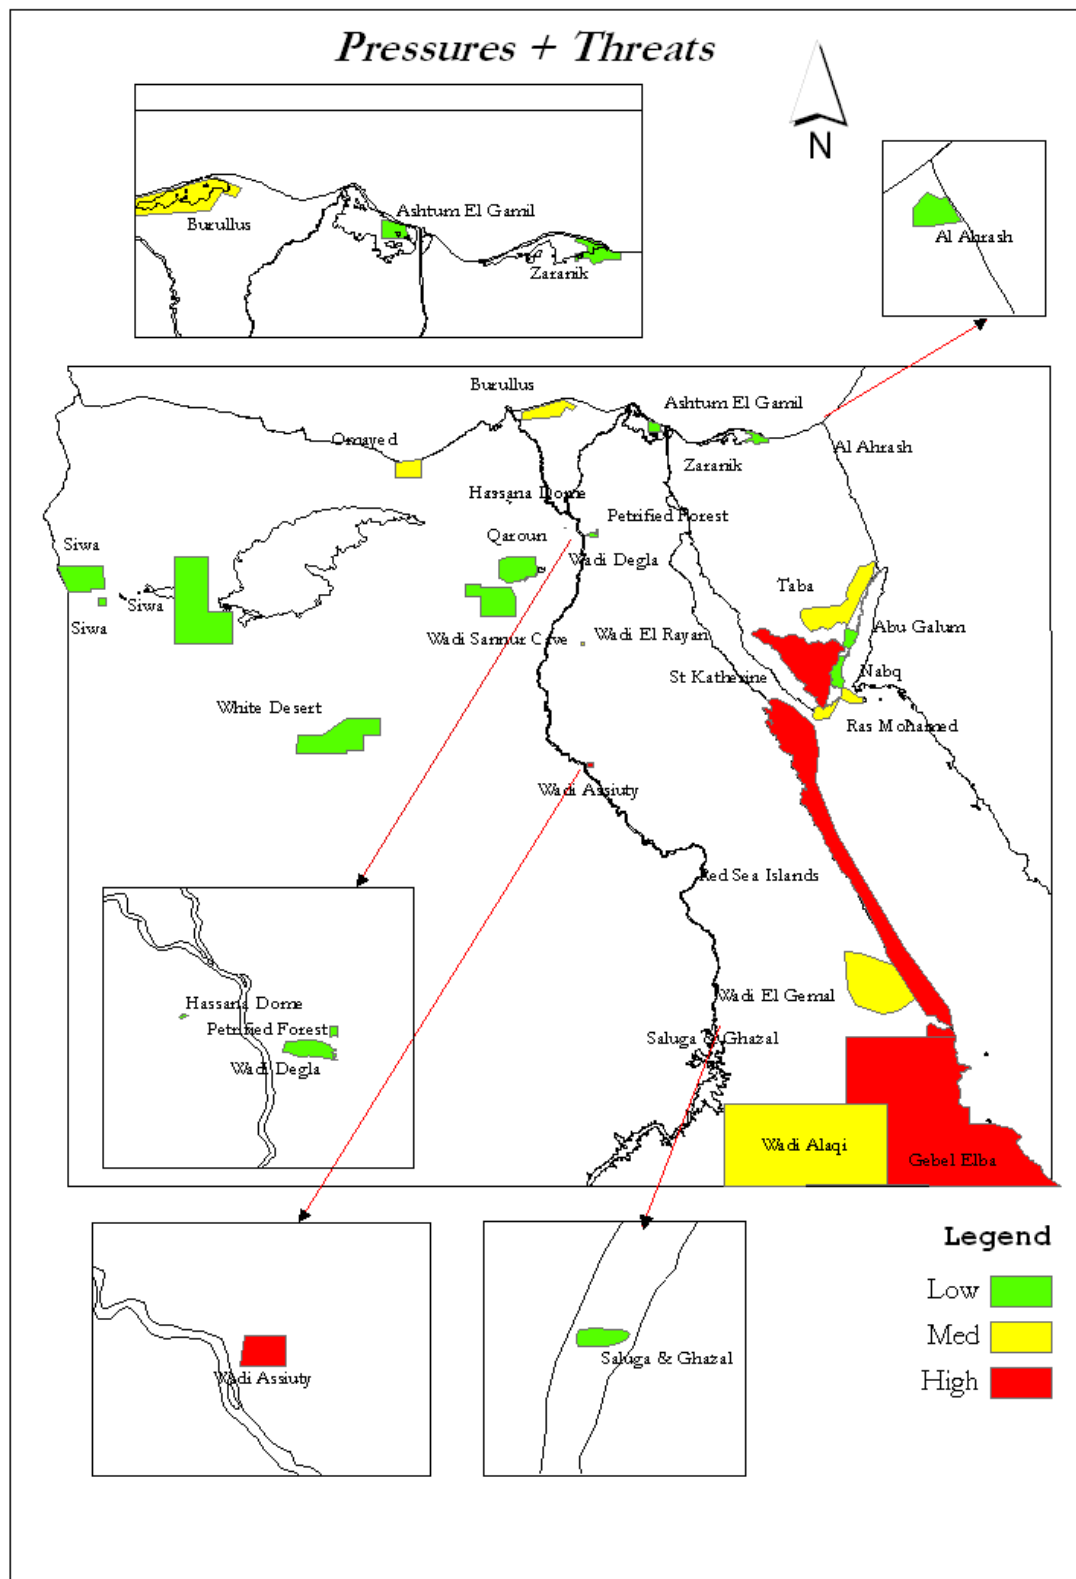 Pressures + Threats
N
Burullus
Ashtum El Gamil
Zaranik
Al Ahrash
Burullus
Ashtum El Gamil
Omayed
Zaranik
Al Ahrash
Hassana Dome
Petrified Forest
Qaroun
Wadi Degla
Siwa
Siwa
Siwa
Taba
Abu Galum
Wadi Sannur Cave
Wadi El Rayan
St Katherine
Nabq
White Desert
Ras Mohamed
Wadi Assiuty
Red Sea Islands
Wadi El Gemal
Saluga & Ghazal
Hassana Dome
Petrified Forest
Wadi Degla
Wadi Alaqi
Gebel Elba
Legend
Low
Med
High
Wadi Assiuty
Saluga & Ghazal